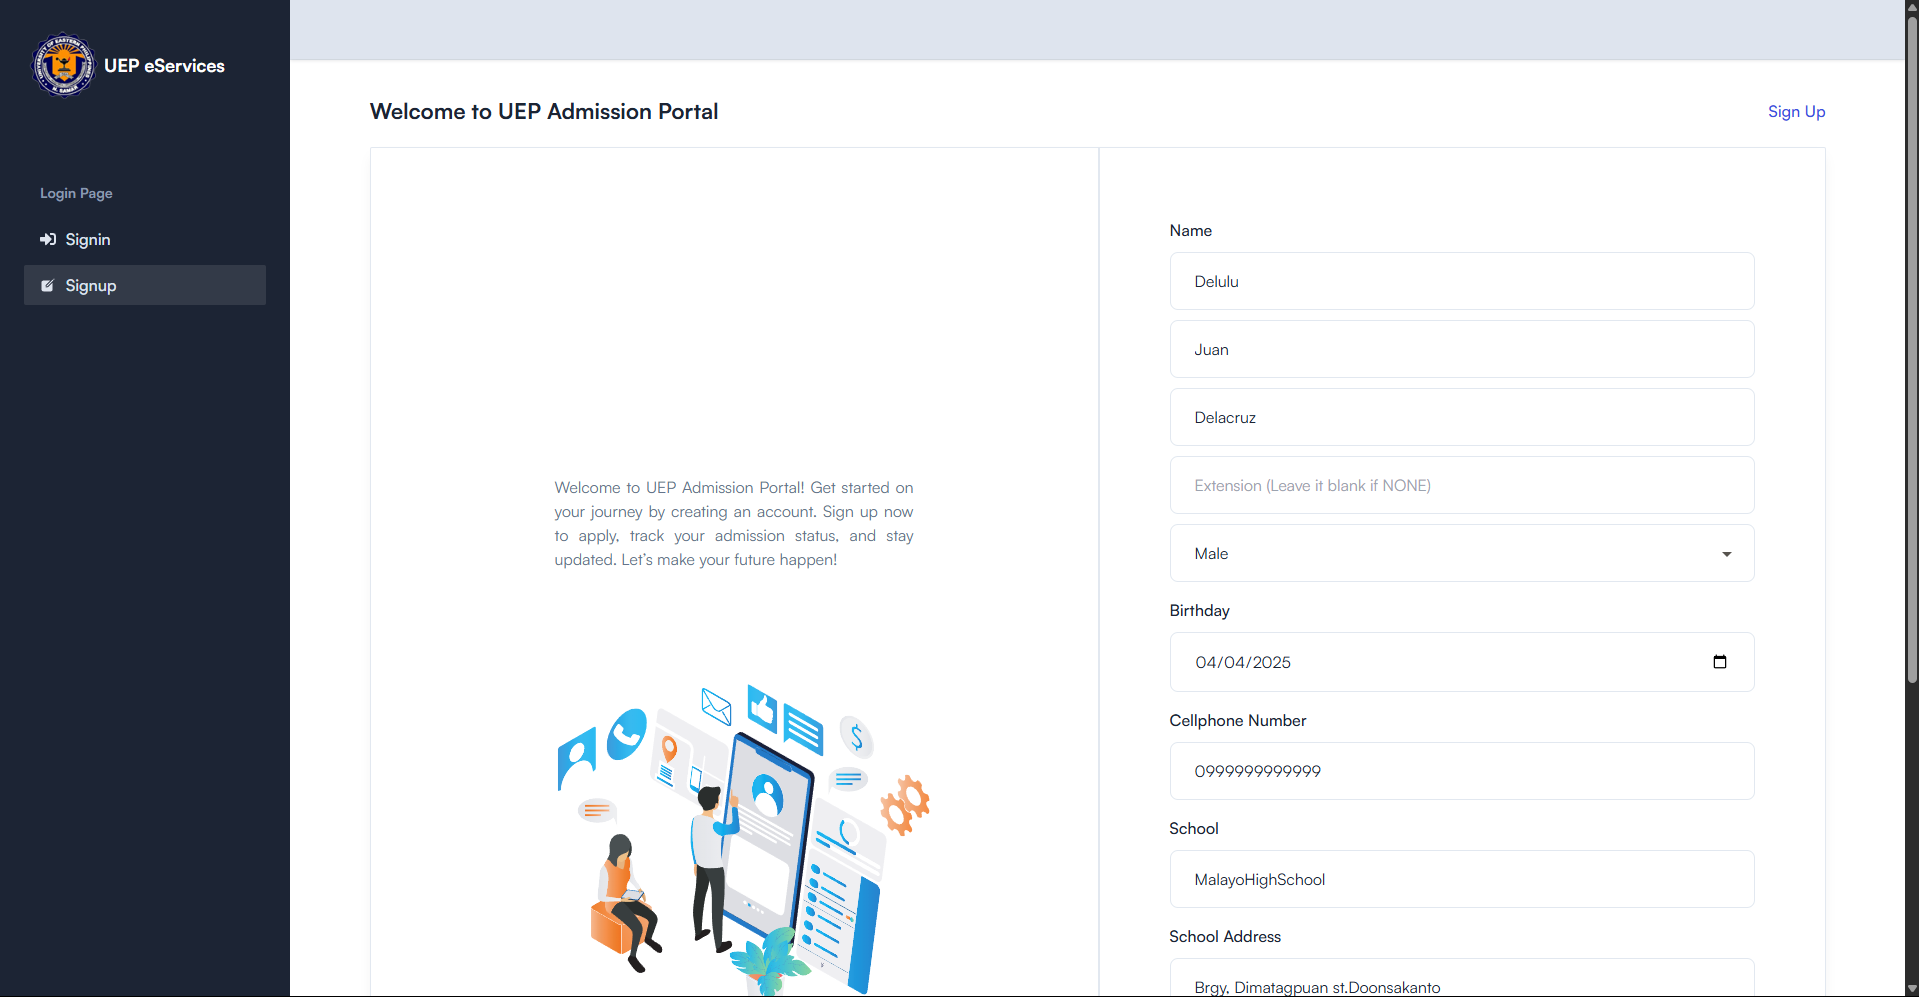 UEP eServices
Login Page
Signin
Signup
Welcome to UEP Admission Portal
Sign Up
Welcome to UEP Admission Portal! Get started on
your journey by creating an account. Sign up now
to apply, track your admission status, and stay
updated. Let's make your future happen!
Name
Delulu
Juan
Delacruz
Extension (Leave it blank if NONE)
Male
Birthday
04/04/2025
Cellphone Number
0999999999999
School
MalayoHighSchool
School Address
Brgy, Dimatagpuan st.Doonsakanto